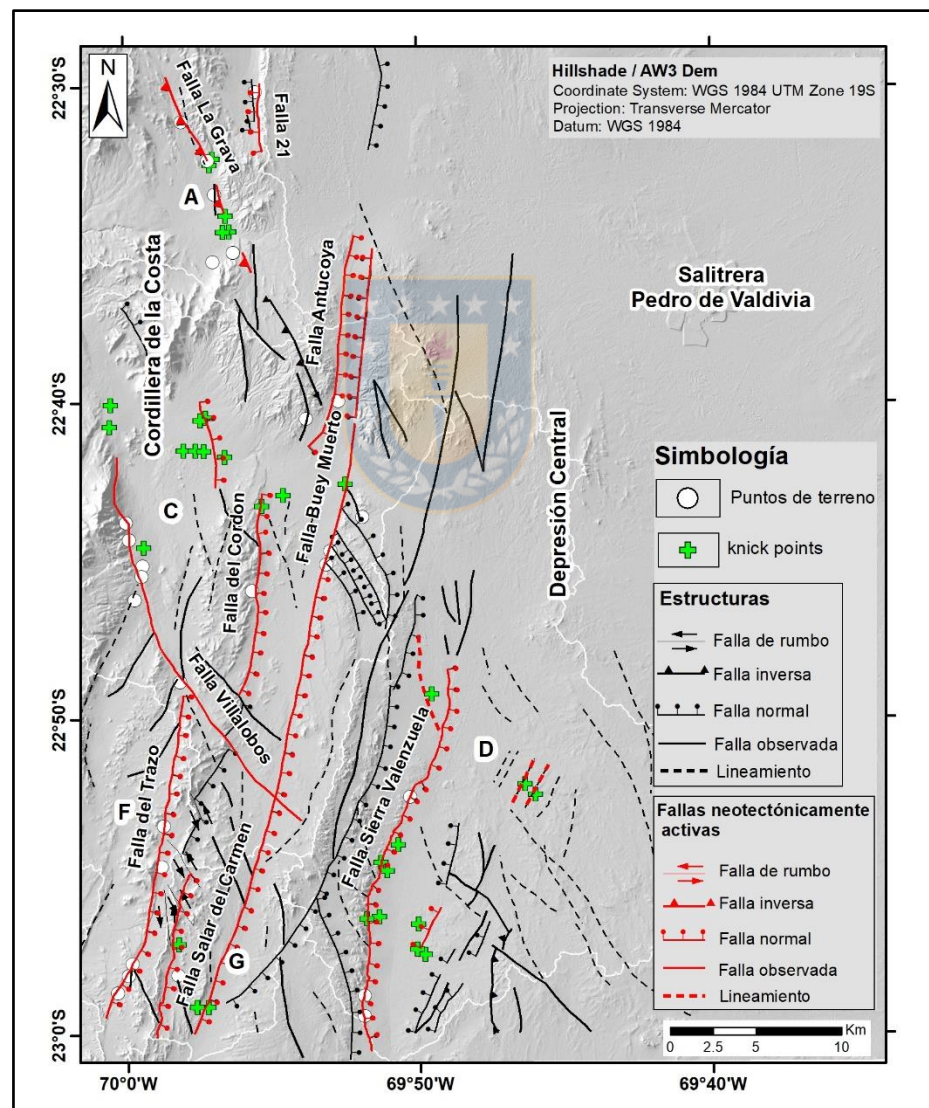 N
Hillshade / AW3 Dem
Coordinate System: WGS 1984 UTM Zone 19S
Projection: Transverse Mercator
Datum: WGS 1984
22°30'S
22°40'S
22°50'S
23°0'S
70°0'W
69°50'W
69°40'W
Falla La Grava
Falla 21
A
Cordillera de la Costa
Falla Antucoya
Salitrera
Pedro de Valdivia
Falla Buey Muerto
Depresión Central
C
Falla del Cordon
Falla Villalobos
Falla Sierra Valenzuela
D
F
Falla del Trazo
Falla Salar del Carmen
G
Simbología
Puntos de terreno
knick points
Estructuras
Falla de rumbo
Falla inversa
Falla normal
Falla observada
Lineamiento
Fallas neotectónicamente
activas
Falla de rumbo
Falla inversa
Falla normal
Falla observada
Lineamiento
Km
0 2.5 5 10